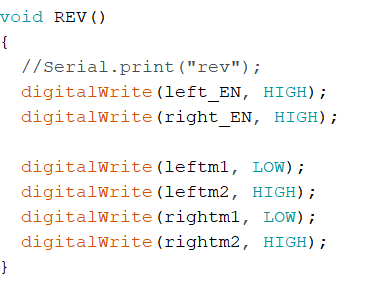 void REV()
{
  //Serial.print("rev");
  digitalWrite(left_EN, HIGH);
  digitalWrite(right_EN, HIGH);

  digitalWrite(leftm1, LOW);
  digitalWrite(leftm2, HIGH);
  digitalWrite(rightm1, LOW);
  digitalWrite(rightm2, HIGH);
}